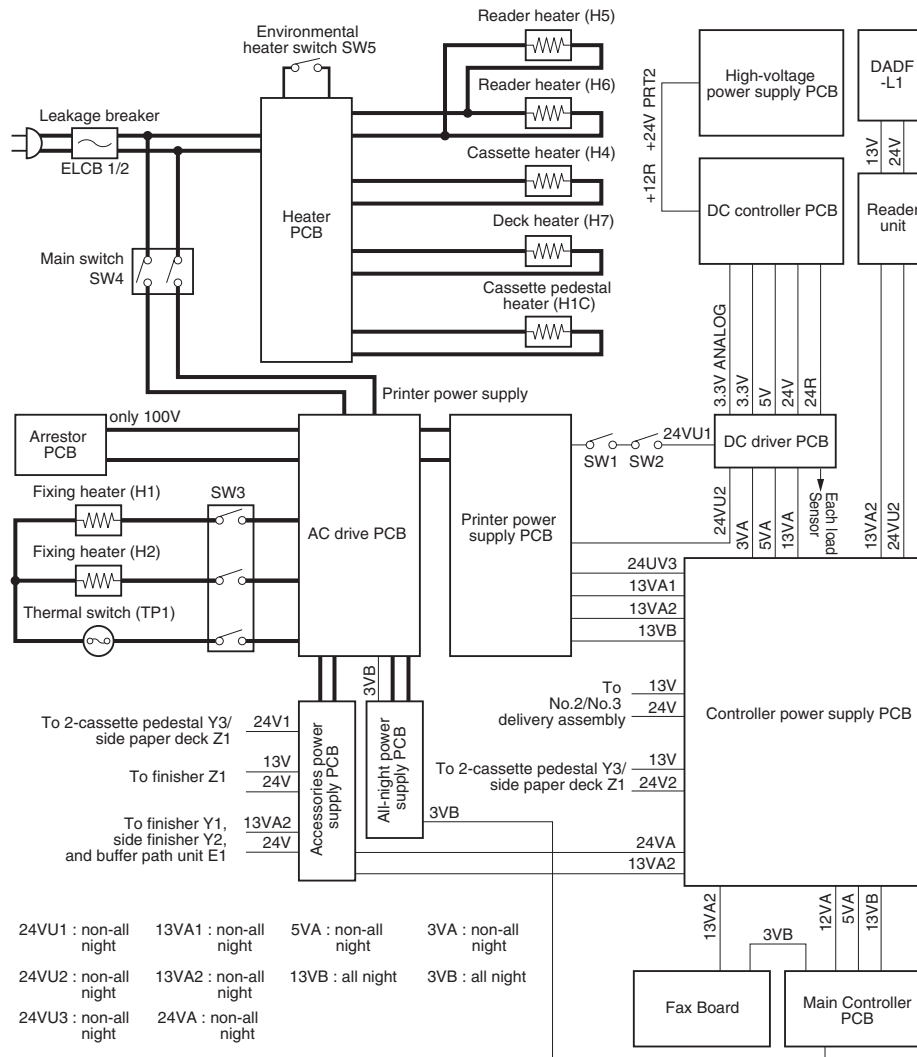 Reader heater (H5)
Environmental
heater switch SW5
Reader heater (H6)
Leakage breaker
ELCB 1/2
Cassette heater (H4)
Heater
PCB
Deck heater (H7)
Main switch
SW4
Cassette pedestal
heater (H1C)
High-voltage
power supply PCB
DADF
-L1
+12R +24V PRT2
13V
24V
DC controller PCB
Reader
unit
3.3V ANALOG
3.3V
5V
24V
24R
Printer power supply
only 100V
Arrestor
PCB
24VU1
SW1
SW2
DC driver PCB
Fixing heater (H1)
SW3
Fixing heater (H2)
Thermal switch (TP1)
AC drive PCB
Printer power
supply PCB
24VU2
3VA
5VA
13VA
Each load
Sensor
13VA2
24VU2
24UV3
13VA1
13VA2
13VB
3VB
To
No.2/No.3
delivery assembly
13V
24V
Controller power supply PCB
To 2-cassette pedestal Y3/
side paper deck Z1
24V1
To finisher Z1
13V
24V
To finisher Y1,
side finisher Y2,
and buffer path unit E1
13VA2
24V
Accessories power
supply PCB
All-night power
supply PCB
To 2-cassette pedestal Y3/
side paper deck Z1
13V
24V2
3VB
24VA
13VA2
13VA2
12VA
5VA
13VB
3VB
Fax Board
Main Controller
PCB
24VU1 : non-all
night
13VA1 : non-all
night
5VA : non-all
night
3VA : non-all
night
24VU2 : non-all
night
13VA2 : non-all
night
13VB : all night
3VB : all night
24VU3 : non-all
night
24VA : non-all
night